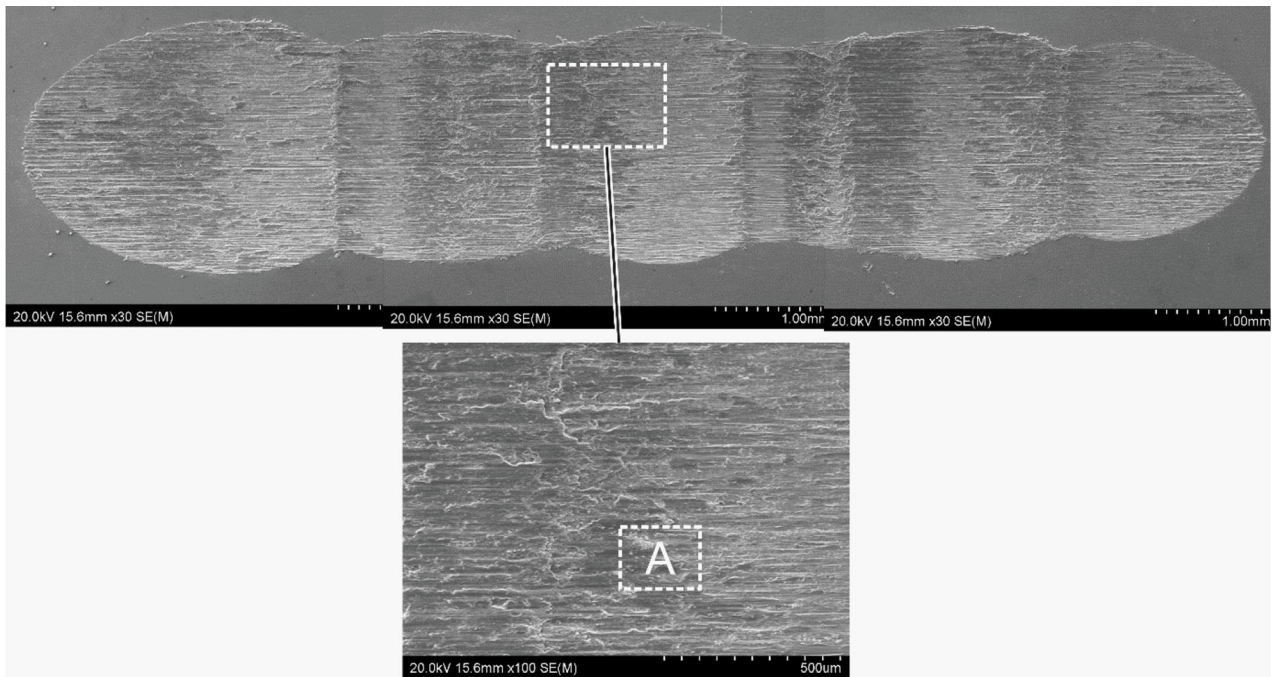 20.0kV 15.6mm x30 SE(M)
20.0kV 15.6mm x30 SE(M) 1.00mm
20.0kV 15.6mm x30 SE(M) 1.00mm
A
20.0kV 15.6mm x100 SE(M) 500um